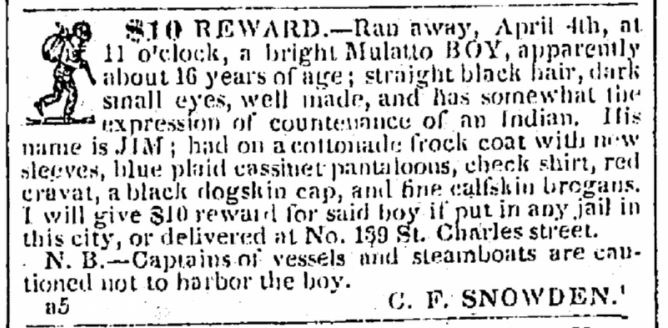 $10 REWARD.—Ran away, April 4th, at
11 o'clock, a bright Mulatto BOY, apparently
about 16 years of age; straight black hair, dark
small eyes, well made, and has somewhat the
expression of countenance of an Indian. His
name is JIM; had on a cottonade frock coat with new
sleeves, blue plaid cassinet pantaloons, check shirt, red
cravat, a black dogskin cap, and fine calfskin brogans.
I will give $10 reward for said boy if put in any jail in
this city, or delivered at No. 139 St. Charles street.
N. B.—Captains of vessels and steamboats are cau-
tioned not to harbor the boy.
a5 C. F. SNOWDEN.